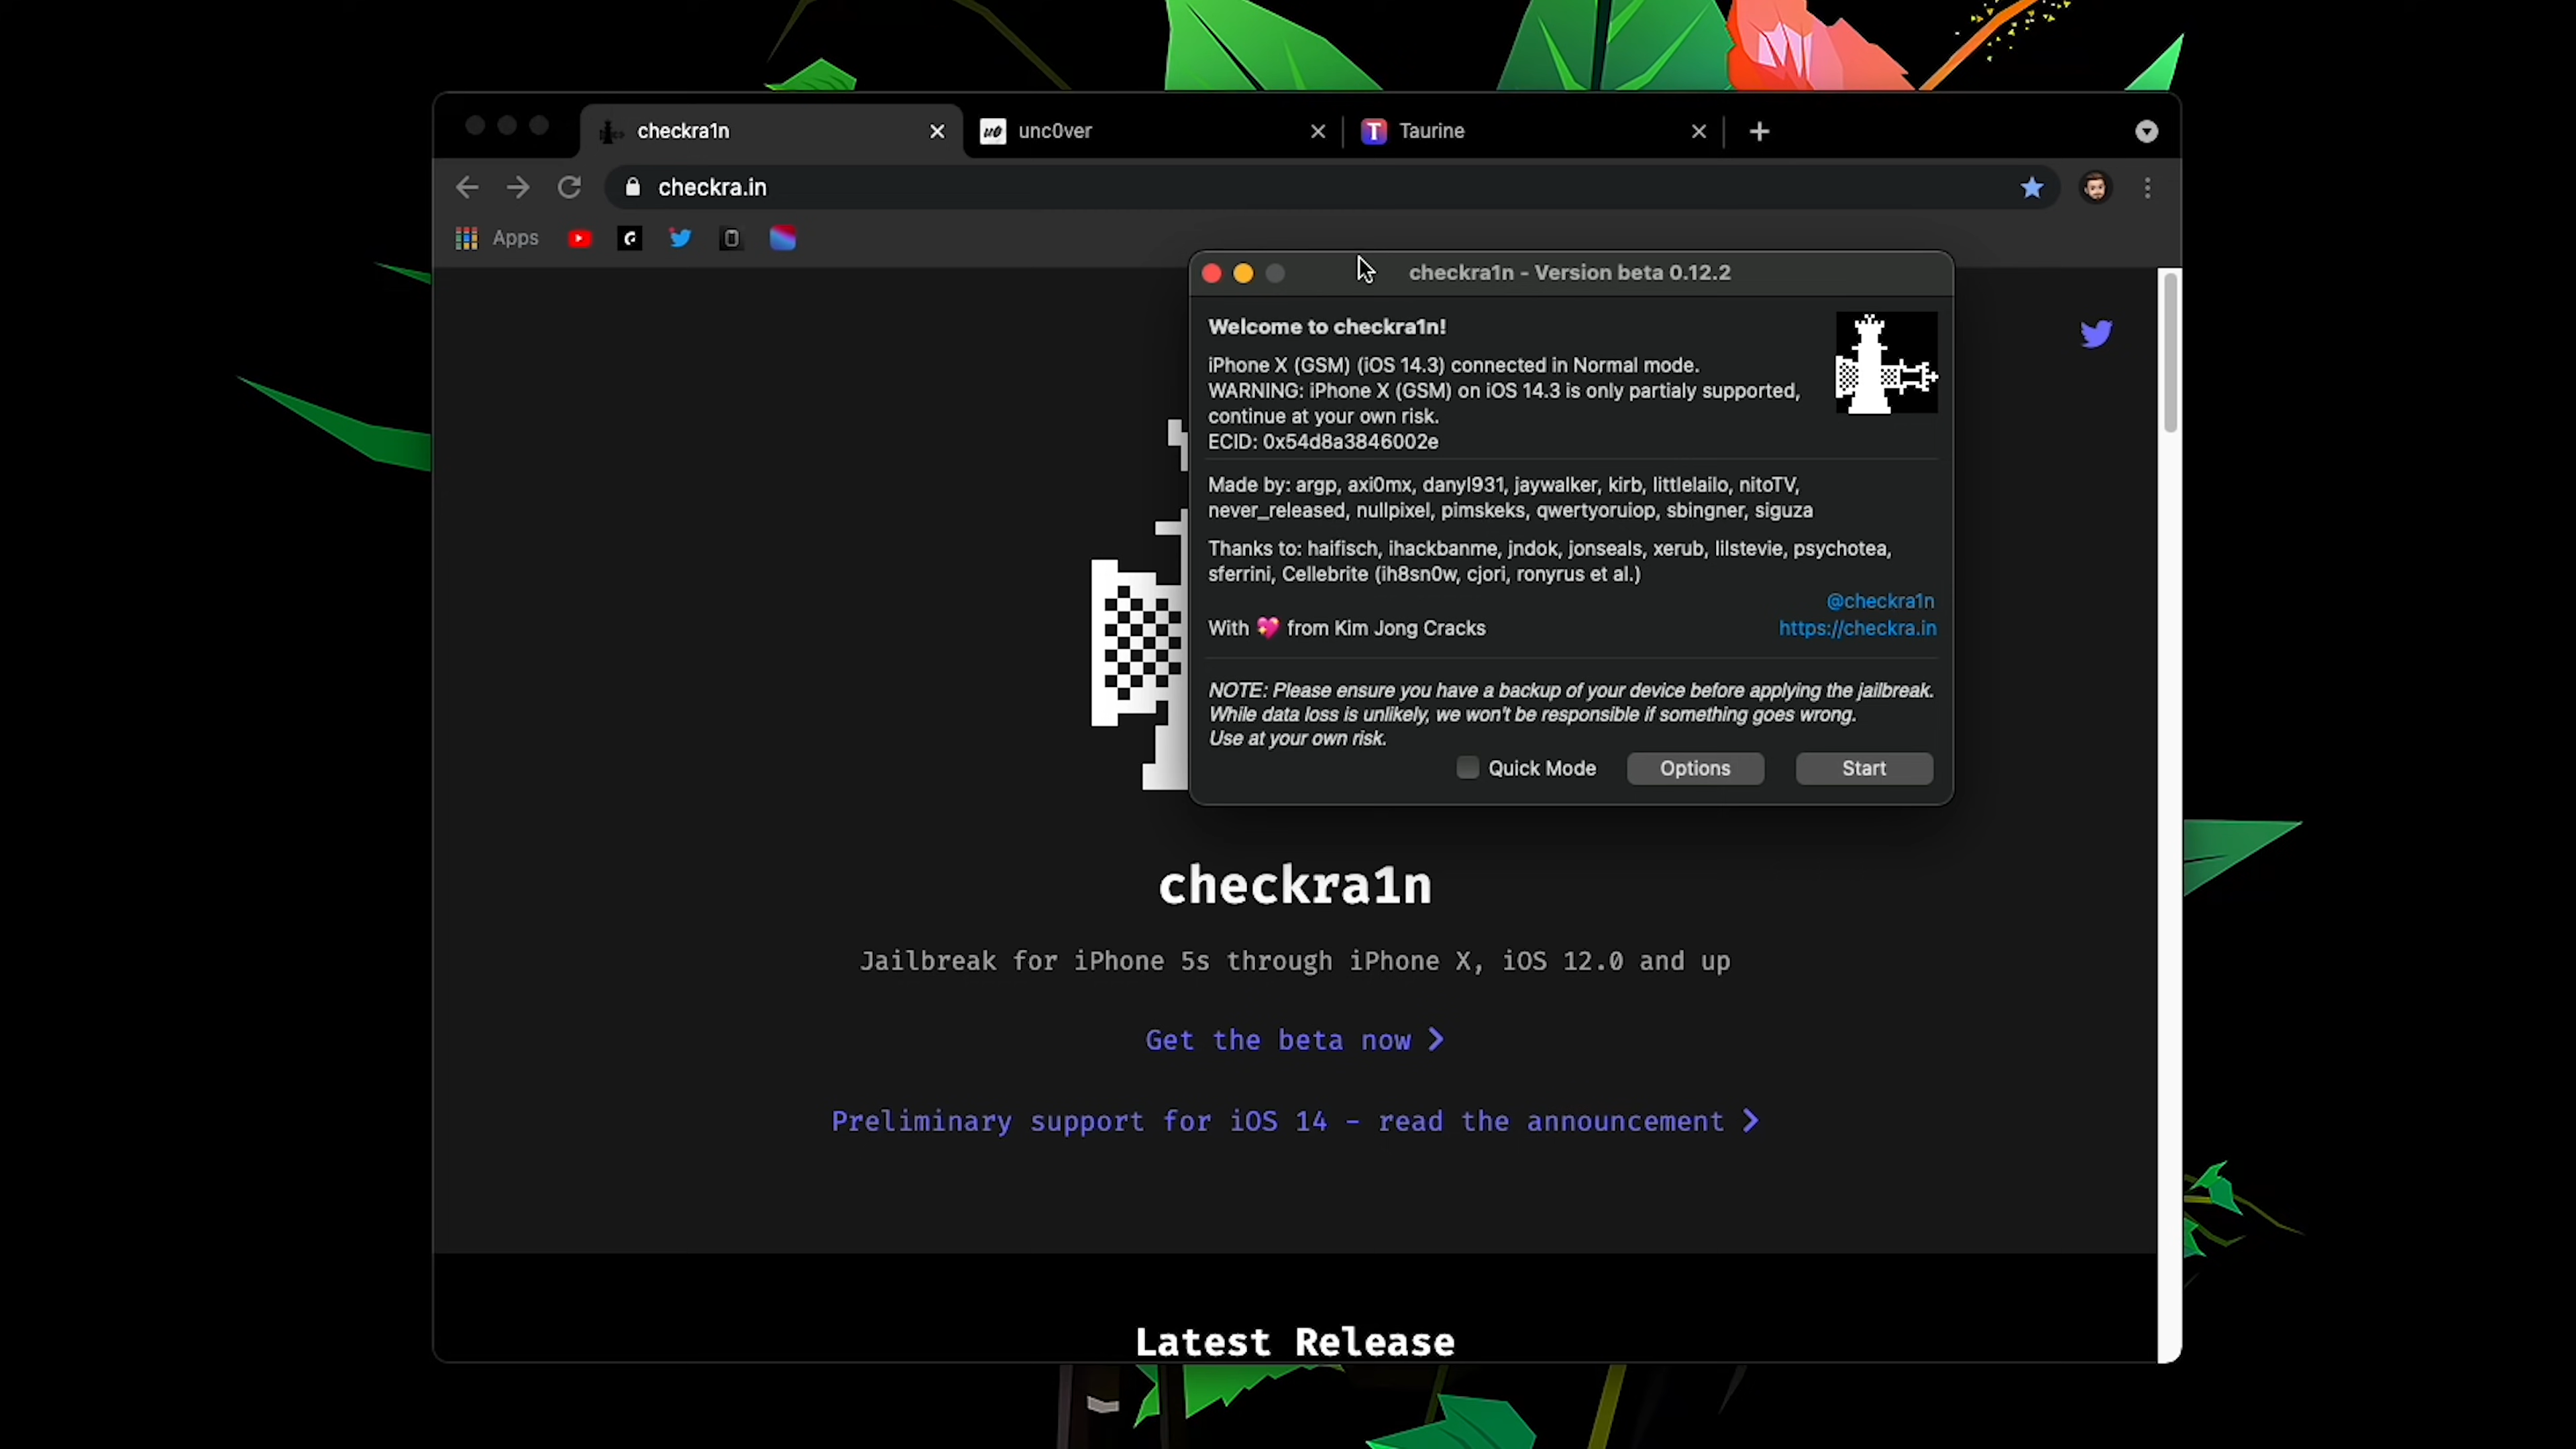 checkra1n
unc0ver
Taurine
checkra.in
Apps
checkra1n - Version beta 0.12.2
Welcome to checkra1n!
iPhone X (GSM) (iOS 14.3) connected in Normal mode.
WARNING: iPhone X (GSM) on iOS 14.3 is only partialy supported,
continue at your own risk.
ECID: 0x54d8a3846002e
Made by: argp, axi0mx, danyl931, jaywalker, kirb, littlelailo, nitoTV,
never_released, nullpixel, pimskeks, qwertyoruiop, sbingner, siguza
Thanks to: haifisch, ihackbanme, jndok, jonseals, xerub, lilstevie, psychotea,
sferrini, Cellebrite (ih8sn0w, cjori, ronyrus et al.)
@checkra1n
With 💖 from Kim Jong Cracks
https://checkra.in
NOTE: Please ensure you have a backup of your device before applying the jailbreak.
While data loss is unlikely, we won't be responsible if something goes wrong.
Use at your own risk.
Quick Mode
Options
Start
checkra1n
Jailbreak for iPhone 5s through iPhone X, iOS 12.0 and up
Get the beta now
Preliminary support for iOS 14 - read the announcement
Latest Release